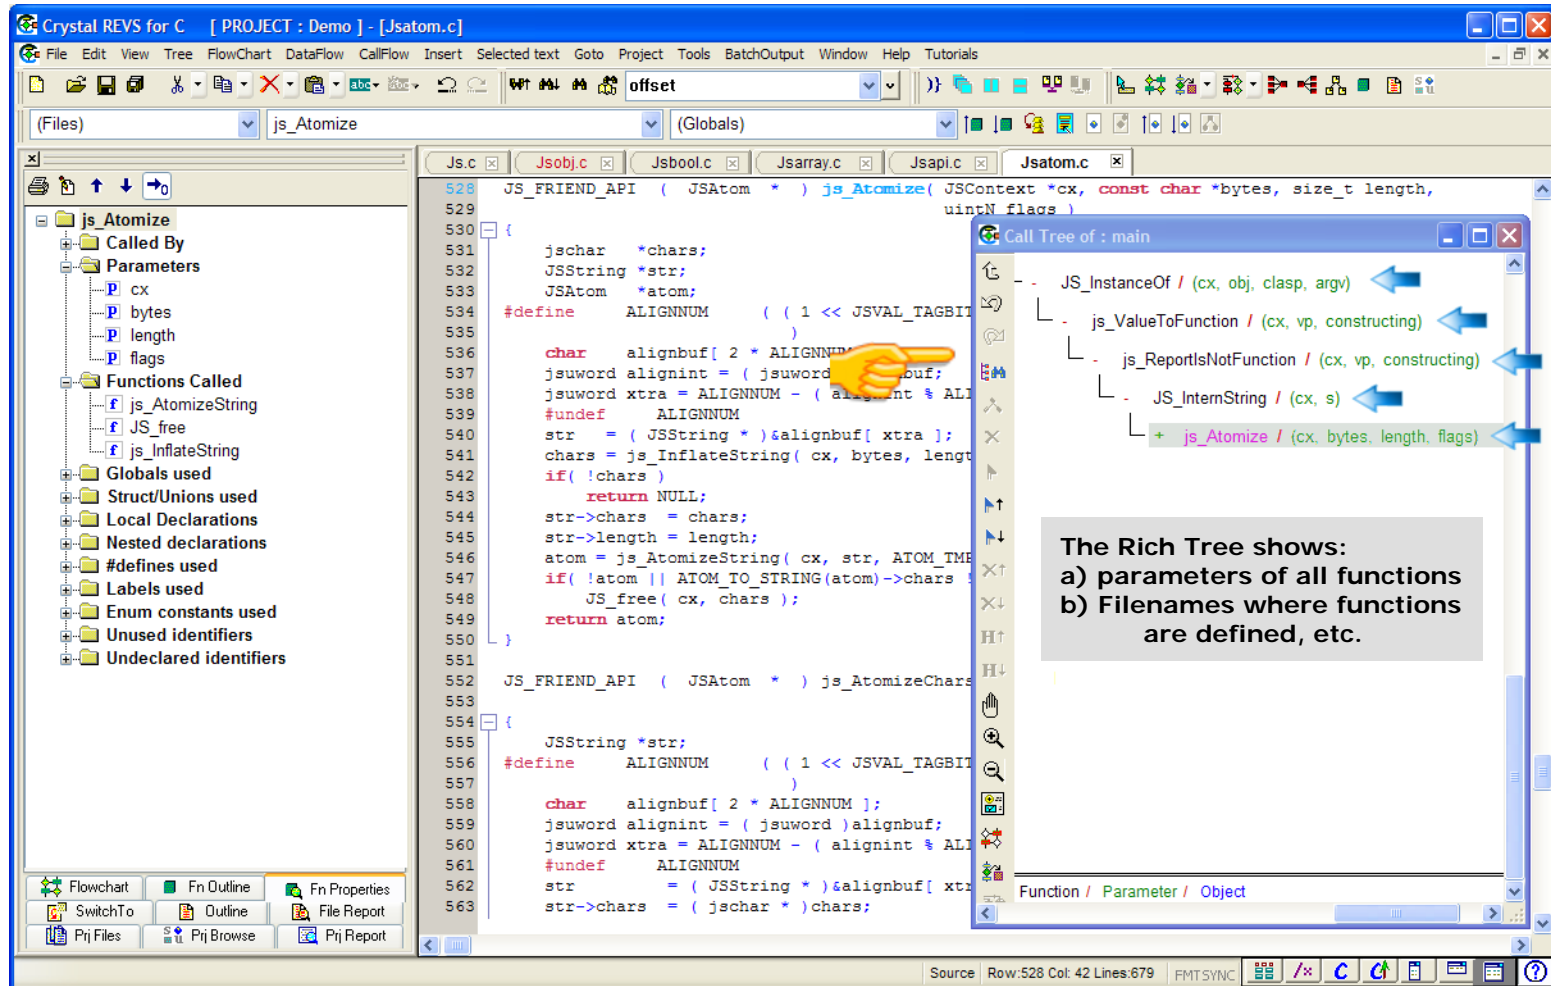 Crystal REVS for C [ PROJECT : Demo ] - [Jsatom.c]
File Edit View Tree FlowChart DataFlow CallFlow Insert Selected text Goto Project Tools BatchOutput Window Help Tutorials
offset
(Files) js_Atomize (Globals)
Js.c Jsobj.c Jsbool.c Jsarray.c Jsapi.c Jsatom.c
js_Atomize
Called By
Parameters
P cx
P bytes
P length
P flags
Functions Called
f js_AtomizeString
f JS_free
f js_InflateString
Globals used
Struct/Unions used
Local Declarations
Nested declarations
#defines used
Labels used
Enum constants used
Unused identifiers
Undeclared identifiers
Flowchart Fn Outline Fn Properties
SwitchTo Outline File Report
Prj Files Prj Browse Prj Report
528 JS_FRIEND_API ( JSAtom * ) js_Atomize( JSContext *cx, const char *bytes, size_t length,
529 uintN flags )
530 {
531 jschar *chars;
532 JSString *str;
533 JSAtom *atom;
534 #define ALIGNNUM ( ( 1 << JSVAL_TAGBIT
535 )
536 char alignbuf[ 2 * ALIGNNUM
537 jsuword alignint = ( jsuword buf;
538 jsuword xtra = ALIGNNUM - ( alignint % ALI
539 #undef ALIGNNUM
540 str = ( JSString * )&alignbuf[ xtra ];
541 chars = js_InflateString( cx, bytes, lengt
542 if( !chars )
543 return NULL;
544 str->chars = chars;
545 str->length = length;
546 atom = js_AtomizeString( cx, str, ATOM_TMP
547 if( !atom || ATOM_TO_STRING(atom)->chars !
548 JS_free( cx, chars );
549 return atom;
550 }
551
552 JS_FRIEND_API ( JSAtom * ) js_AtomizeChars
553
554 {
555 JSString *str;
556 #define ALIGNNUM ( ( 1 << JSVAL_TAGBIT
557 )
558 char alignbuf[ 2 * ALIGNNUM ];
559 jsuword alignint = ( jsuword )alignbuf;
560 jsuword xtra = ALIGNNUM - ( alignint % ALI
561 #undef ALIGNNUM
562 str = ( JSString * )&alignbuf[ xtr
563 str->chars = ( jschar * )chars;
Call Tree of : main
- JS_InstanceOf / (cx, obj, clasp, argv)
- js_ValueToFunction / (cx, vp, constructing)
- js_ReportIsNotFunction / (cx, vp, constructing)
- JS_InternString / (cx, s)
+ js_Atomize / (cx, bytes, length, flags)
The Rich Tree shows:
a) parameters of all functions
b) Filenames where functions
are defined, etc.
Function / Parameter / Object
Source Row:528 Col: 42 Lines:679 FMT SYNC